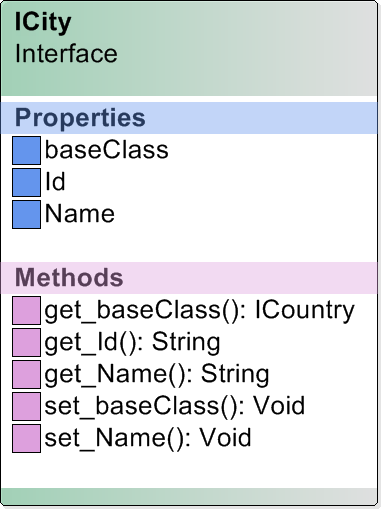 ICity
Interface
Properties
baseClass
Id
Name
Methods
get_baseClass(): ICountry
get_Id(): String
get_Name(): String
set_baseClass(): Void
set_Name(): Void